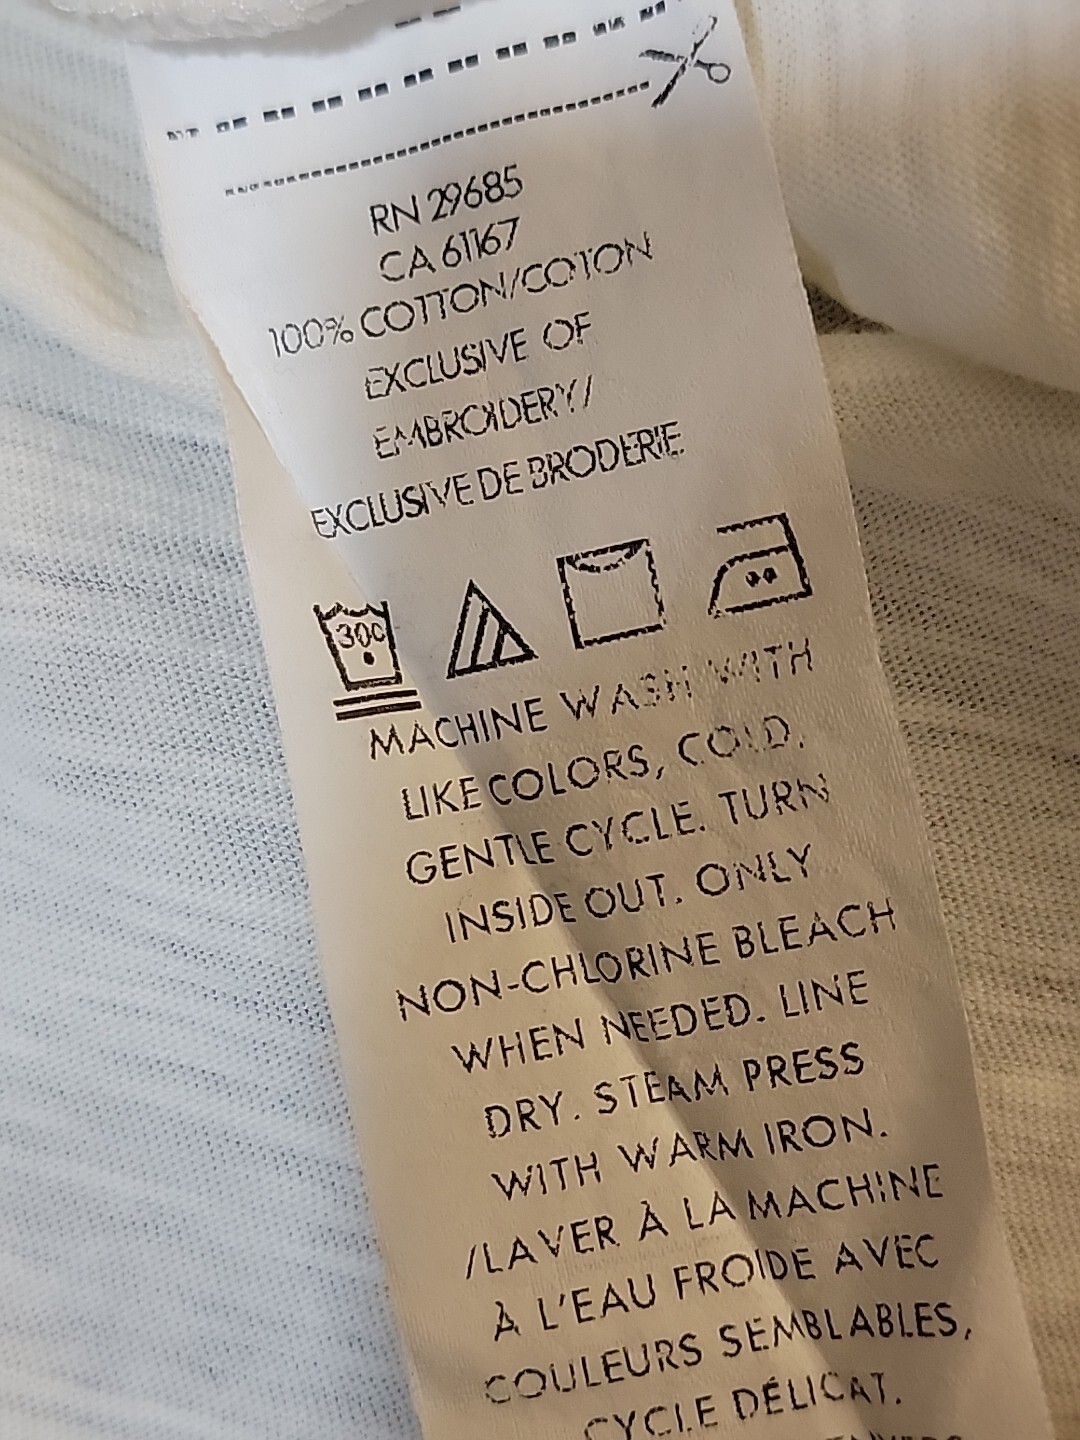 RN 29685
CA 61167
100% COTTON/COTON
EXCLUSIVE OF
EMBROIDERY/
EXCLUSIVE DE BRODERIE.
30c
MACHINE WASH WITH
LIKE COLORS, COLD,
GENTLE CYCLE. TURN
INSIDE OUT. ONLY
NON-CHLORINE BLEACH
WHEN NEEDED. LINE
DRY. STEAM PRESS
WITH WARM IRON.
/LAVER À LA MACHINE
À L'EAU FROIDE AVEC
COULEURS SEMBLABLES,
CYCLE DÉLICAT.